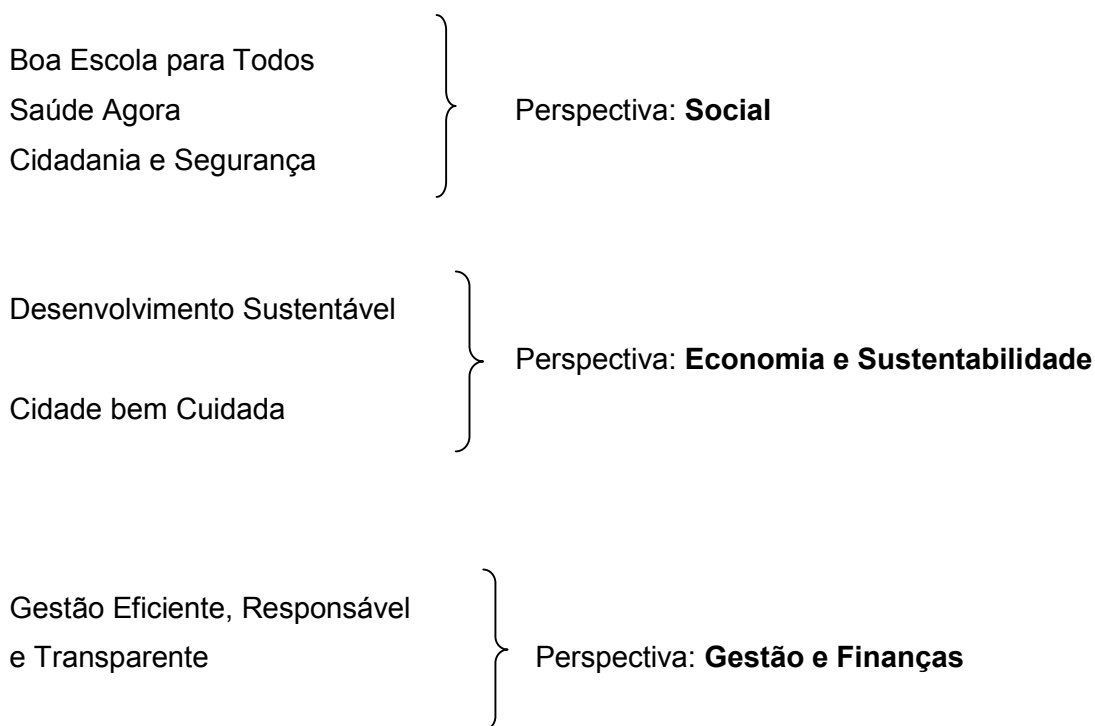 Boa Escola para Todos
Saúde Agora
Perspectiva: Social
Cidadania e Segurança
Desenvolvimento Sustentável
Perspectiva: Economia e Sustentabilidade
Cidade bem Cuidada
Gestão Eficiente, Responsável
e Transparente
Perspectiva: Gestão e Finanças